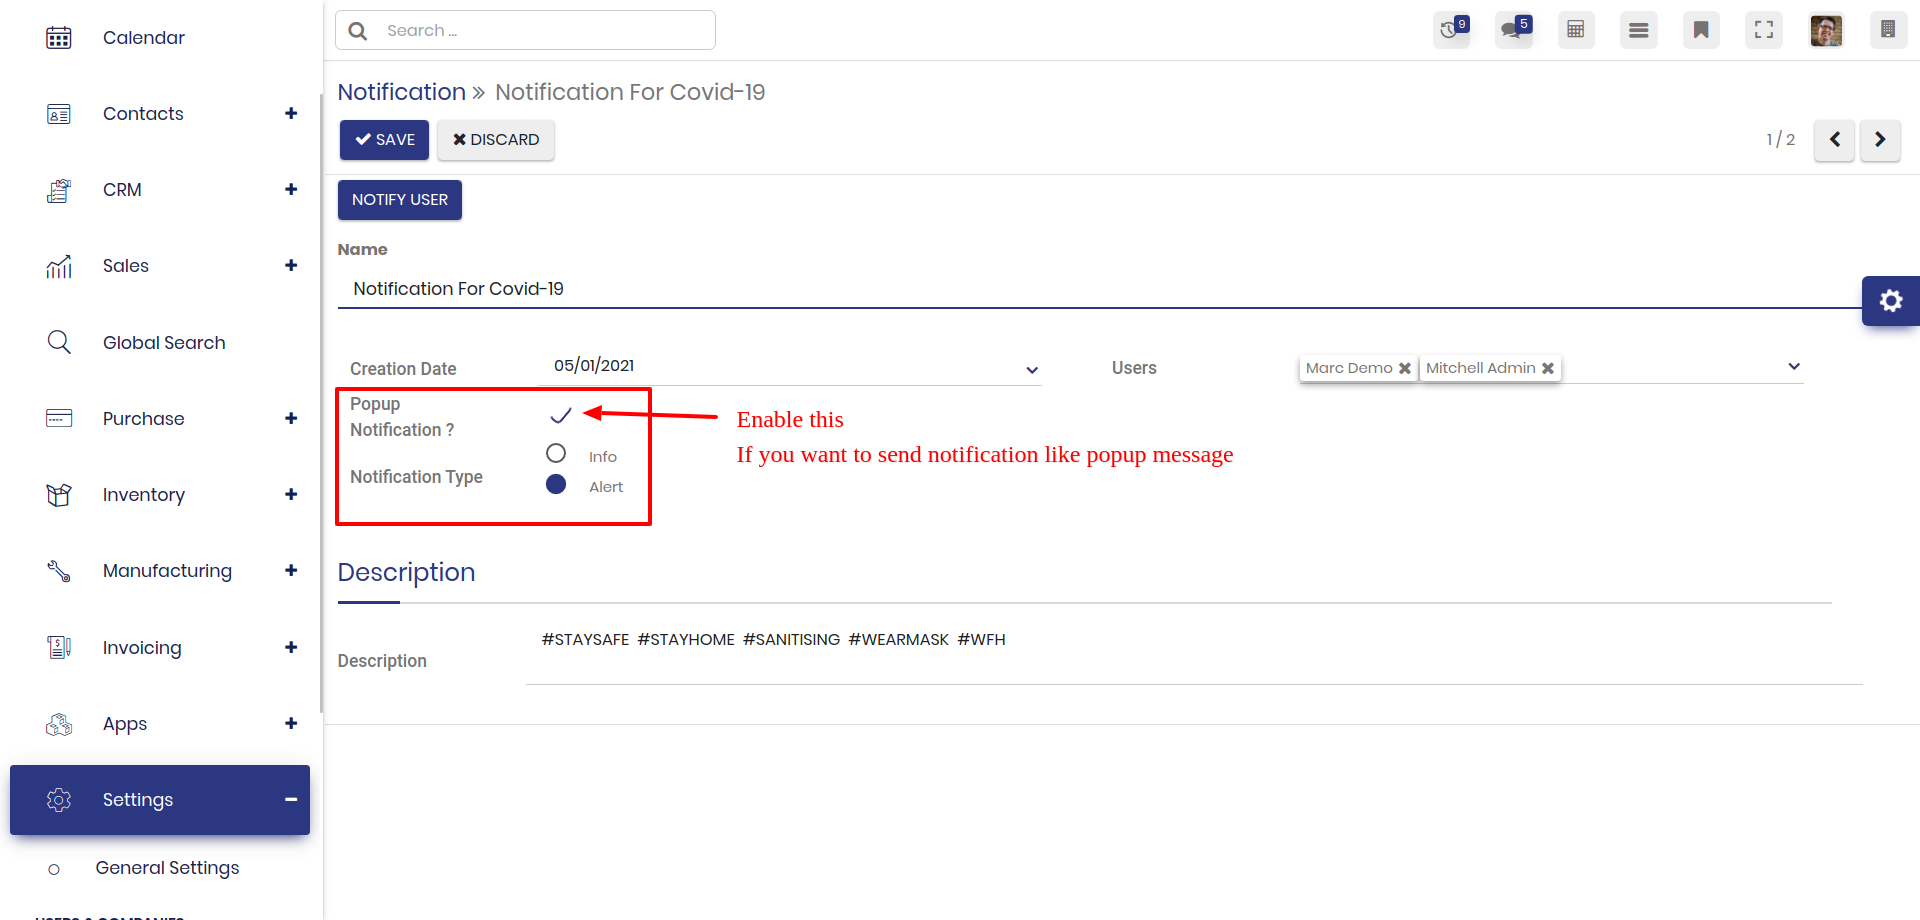 Calendar
Contacts
CRM
Sales
Global Search
Purchase
Inventory
Manufacturing
Invoicing
Apps
Settings
General Settings
USERS & COMPANIES
Search ...
9
5
Notification » Notification For Covid-19
SAVE
DISCARD
1 / 2
NOTIFY USER
Name
Notification For Covid-19
Creation Date
05/01/2021
Users
Marc Demo
Mitchell Admin
Popup
Notification ?
Notification Type
Info
Alert
Enable this
If you want to send notification like popup message
Description
Description
#STAYSAFE #STAYHOME #SANITISING #WEARMASK #WFH